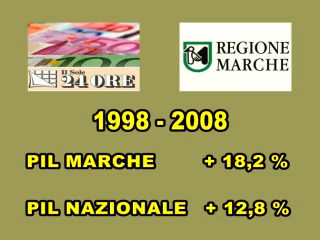 Il Sole
24 ORE
REGIONE
MARCHE
1998 - 2008
PIL MARCHE + 18,2 %
PIL NAZIONALE + 12,8 %